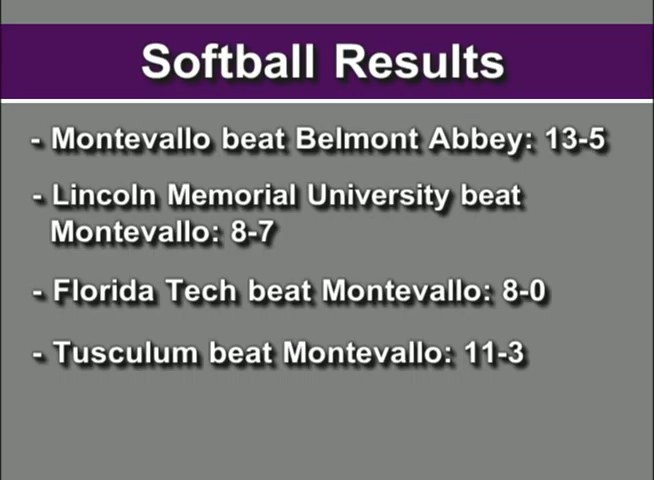 Softball Results
- Montevallo beat Belmont Abbey: 13-5
- Lincoln Memorial University beat
Montevallo: 8-7
- Florida Tech beat Montevallo: 8-0
- Tusculum beat Montevallo: 11-3